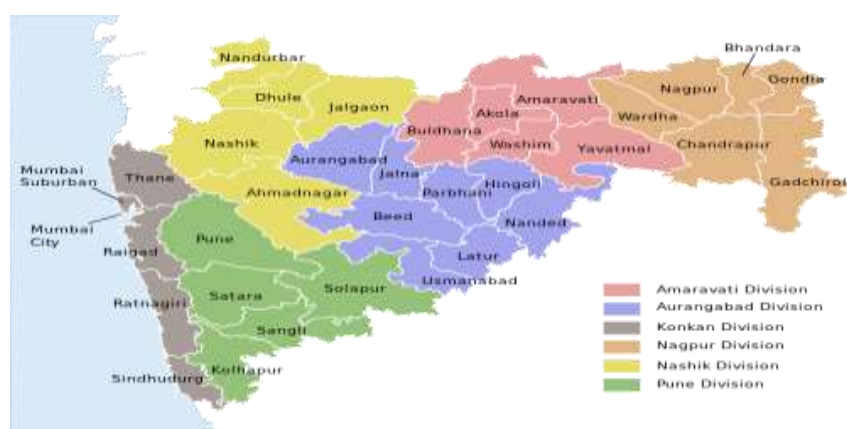 Nandurbar
Bhandara
Dhule
Jalgaon
Nagpur
Gondia
Amaravati
Akola
Wardha
Buldhana
Nashik
Washim
Yavatmal
Chandrapur
Aurangabad
Mumbai
Suburban
Thane
Jalna
Hingoli
Gadchiroi
Ahmadnagar
Parbhani
Beed
Nanded
Mumbai
City
Pune
Raigad
Latur
Usmanabad
Solapur
Satara
Ratnagiri
Sangli
Kolhapur
Sindhudurg
Amaravati Division
Aurangabad Division
Konkan Division
Nagpur Division
Nashik Division
Pune Division